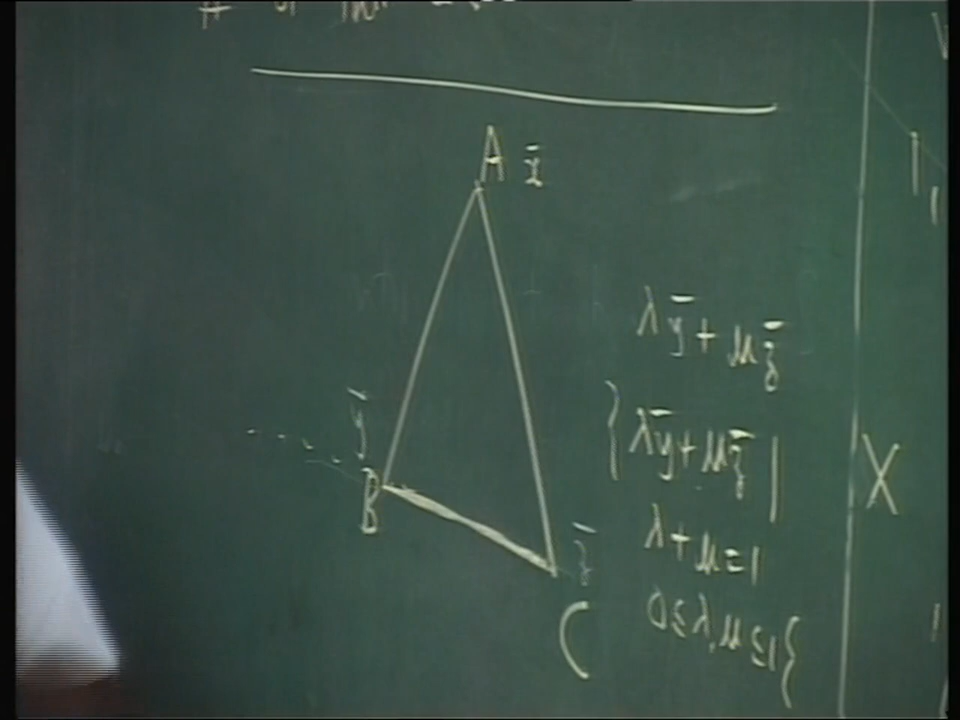 A x̄
ȳ
B
z̄
C
λȳ + μz̄
{ λȳ + μz̄ |
λ + μ = 1
0 ≤ λ, μ ≤ 1 }
X